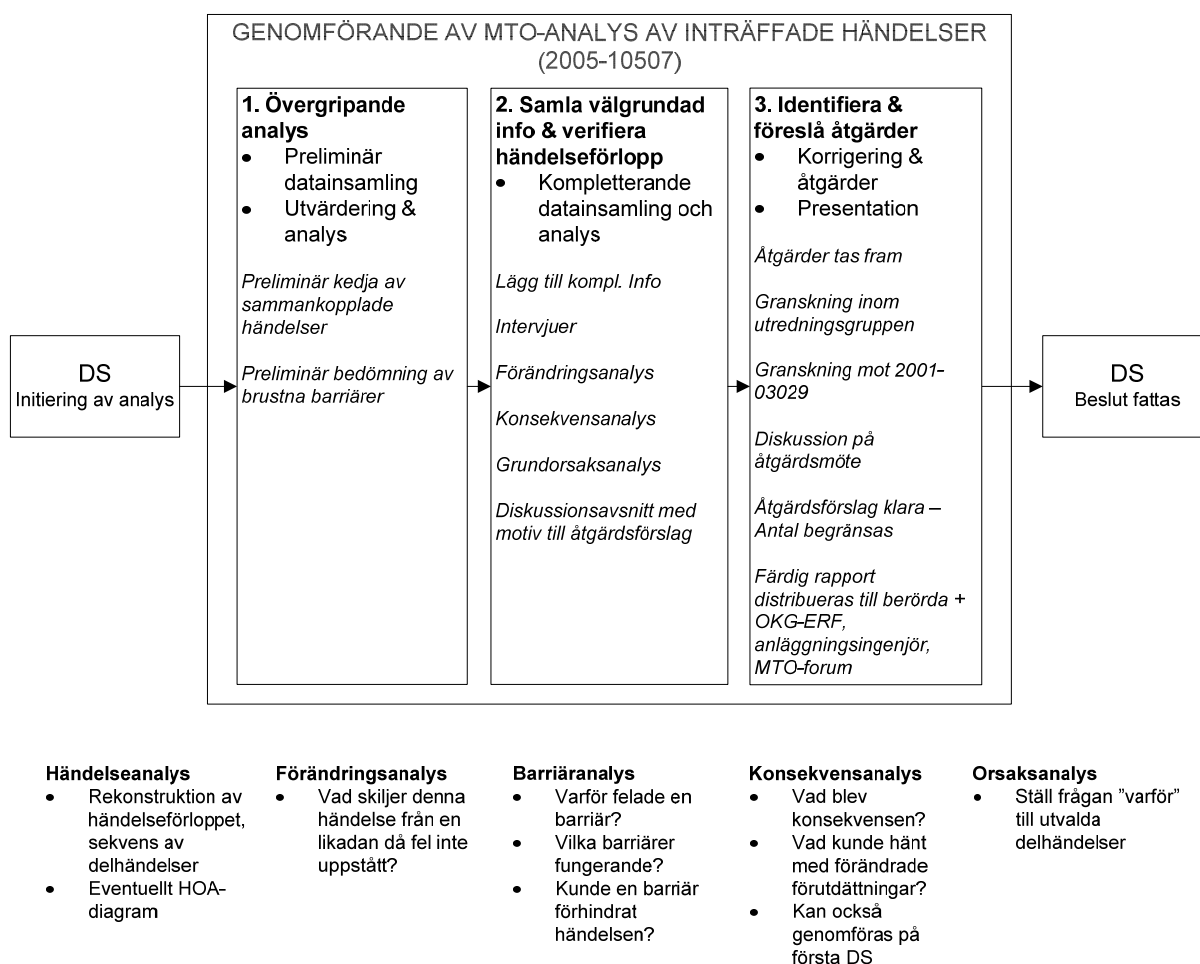 GENOMFÖRANDE AV MTO-ANALYS AV INTRÄFFADE HÄNDELSER
(2005-10507)
DS
Initiering av analys
1. Övergripande
analys
• Preliminär
datainsamling
• Utvärdering &
analys
Preliminär kedja av
sammankopplade
händelser
Preliminär bedömning av
brustna barriärer
2. Samla välgrundad
info & verifiera
händelseförlopp
• Kompletterande
datainsamling och
analys
Lägg till kompl. Info
Intervjuer
Förändringsanalys
Konsekvensanalys
Grundorsaksanalys
Diskussionsavsnitt med
motiv till åtgärdsförslag
3. Identifiera &
föreslå åtgärder
• Korrigering &
åtgärder
• Presentation
Åtgärder tas fram
Granskning inom
utredningsgruppen
Granskning mot 2001-
03029
Diskussion på
åtgärdsmöte
Åtgärdsförslag klara –
Antal begränsas
Färdig rapport
distribueras till berörda +
OKG-ERF,
anläggningsingenjör,
MTO-forum
DS
Beslut fattas
Händelseanalys
• Rekonstruktion av
händelseförloppet,
sekvens av
delhändelser
• Eventuellt HOA-
diagram
Förändringsanalys
• Vad skiljer denna
händelse från en
likadan då fel inte
uppstått?
Barriäranalys
• Varför felade en
barriär?
• Vilka barriärer
fungerande?
• Kunde en barriär
förhindrat
händelsen?
Konsekvensanalys
• Vad blev
konsekvensen?
• Vad kunde hänt
med förändrade
förutdättningar?
• Kan också
genomföras på
första DS
Orsaksanalys
• Ställ frågan ”varför”
till utvalda
delhändelser